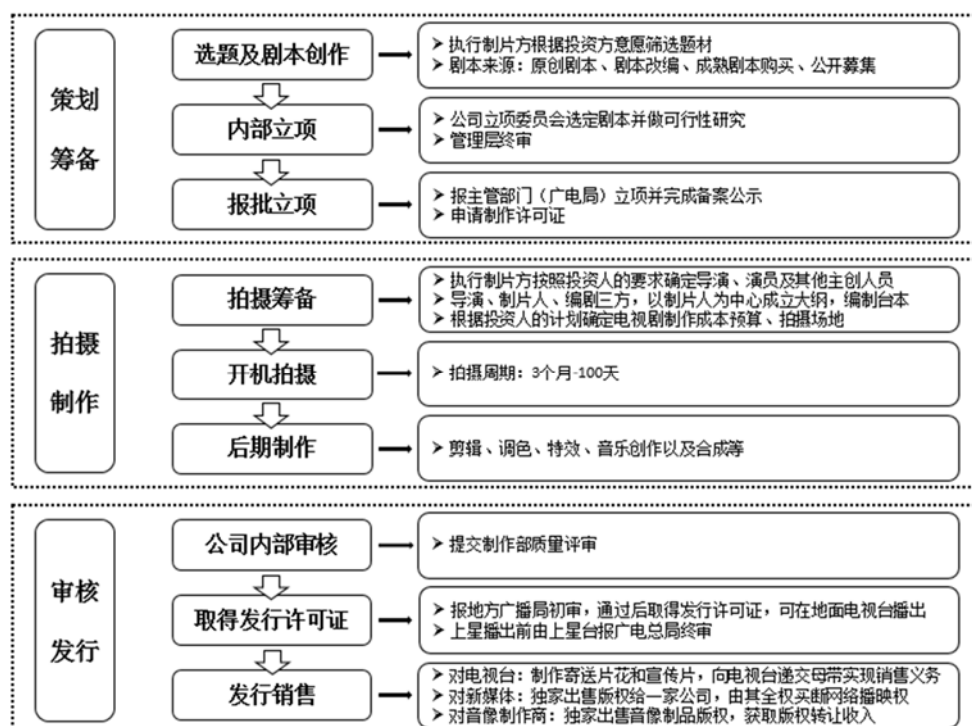 策划
筹备
选题及剧本创作
➢ 执行制片方根据投资方意愿筛选题材
➢ 剧本来源：原创剧本、剧本改编、成熟剧本购买、公开募集
内部立项
➢ 公司立项委员会选定剧本并做可行性研究
➢ 管理层终审
报批立项
➢ 报主管部门（广电局）立项并完成备案公示
➢ 申请制作许可证
拍摄
制作
拍摄筹备
➢ 执行制片方按照投资人的要求确定导演、演员及其他主创人员
➢ 导演、制片人、编剧三方，以制片人为中心成立大纲，编制台本
➢ 根据投资人的计划确定电视剧制作成本预算、拍摄场地
开机拍摄
➢ 拍摄周期：3个月-100天
后期制作
➢ 剪辑、调色、特效、音乐创作以及合成等
审核
发行
公司内部审核
➢ 提交制作部质量评审
取得发行许可证
➢ 报地方广播局初审，通过后取得发行许可证，可在地面电视台播出
➢ 上星播出前由上星台报广电总局终审
发行销售
➢ 对电视台：制作寄送片花和宣传片，向电视台递交母带实现销售义务
➢ 对新媒体：独家出售版权给一家公司，由其全权买断网络播映权
➢ 对音像制作商：独家出售音像制品版权，获取版权转让收入